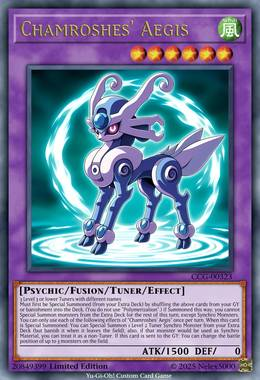 CHAMROSHES' AEGIS
風
CCG-00323
[PSYCHIC/FUSION/TUNER/EFFECT]
3 Level 3 or lower Tuners with different names
Must first be Special Summoned (from your Extra Deck) by shuffling the above cards from your GY
or banishment into the Deck. (You do not use "Polymerization".) If Summoned this way, you cannot
Special Summon monsters from the Extra Deck for the rest of this turn, except Synchro Monsters.
You can only use each of the following effects of "Chamroshes' Aegis" once per turn. When this card
is Special Summoned: You can Special Summon 1 Level 2 Tuner Synchro Monster from your Extra
Deck (but banish it when it leaves the field), also, if that monster would be used as Synchro
Material, you can treat it as a non-Tuner. If this card is sent to the GY: You can change the battle
position of up to 3 monsters on the field.
ATK/1500 DEF/ 0
20849399 Limited Edition
© 2025 Nelex5000
Yu-Gi-Oh! Custom Card Game